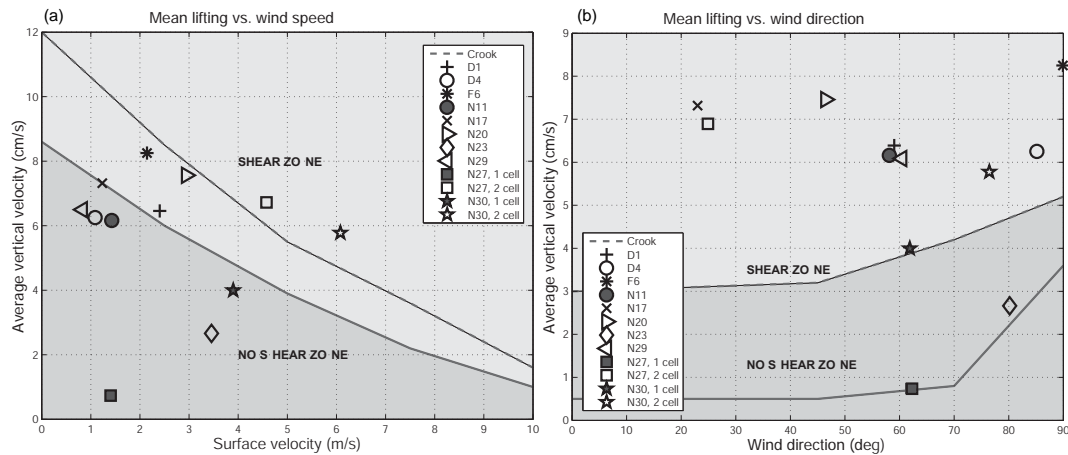 (a)
Mean lifting vs. wind speed
12
10
8
6
4
2
0
0 1 2 3 4 5 6 7 8 9 10
Average vertical velocity (cm/s)
Surface velocity (m/s)
SHEAR ZO NE
NO S HEAR ZO NE
Crook
D1
D4
F6
N11
N17
N20
N23
N29
N27, 1 cell
N27, 2 cell
N30, 1 cell
N30, 2 cell
(b)
Mean lifting vs. wind direction
9
8
7
6
5
4
3
2
1
0
0 10 20 30 40 50 60 70 80 90
Average vertical velocity (cm/s)
Wind direction (deg)
SHEAR ZO NE
NO S HEAR ZO NE
Crook
D1
D4
F6
N11
N17
N20
N23
N29
N27, 1 cell
N27, 2 cell
N30, 1 cell
N30, 2 cell